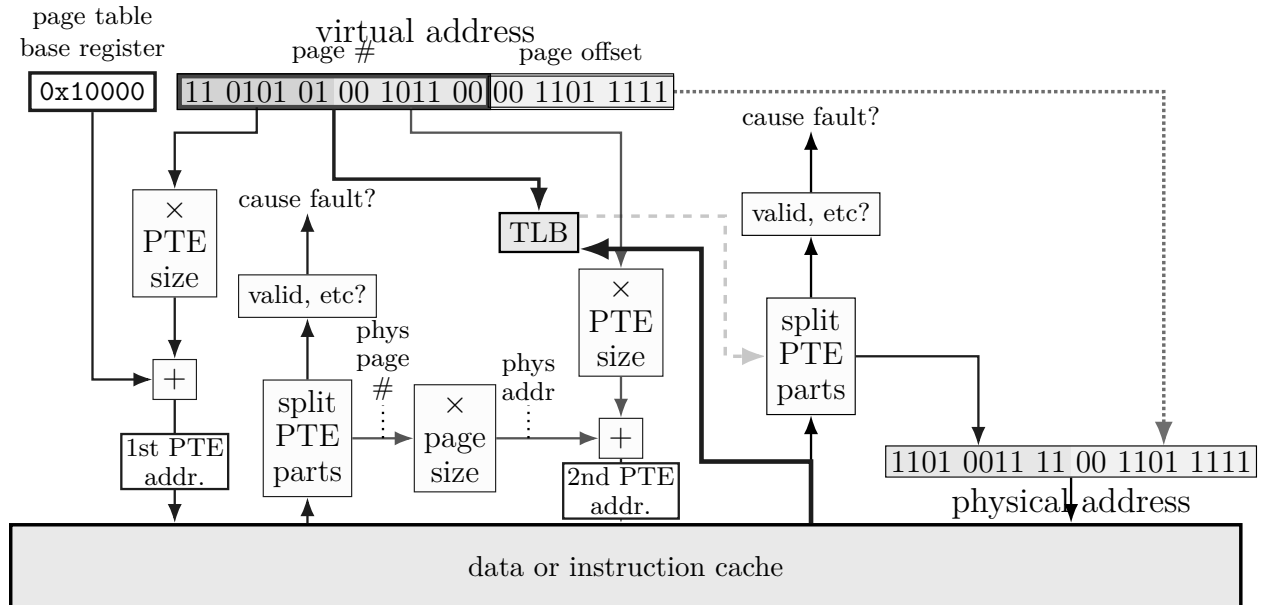 page table
base register
0x10000
virtual address
page #
page offset
11 0101 01 00 1011 00 00 1101 1111
cause fault?
valid, etc?
×
PTE
size
cause fault?
valid, etc?
TLB
×
PTE
size
split
PTE
parts
+
phys
page
#
phys
addr
split
PTE
parts
×
page
size
+
1st PTE
addr.
2nd PTE
addr.
1101 0011 11 00 1101 1111
physical address
data or instruction cache